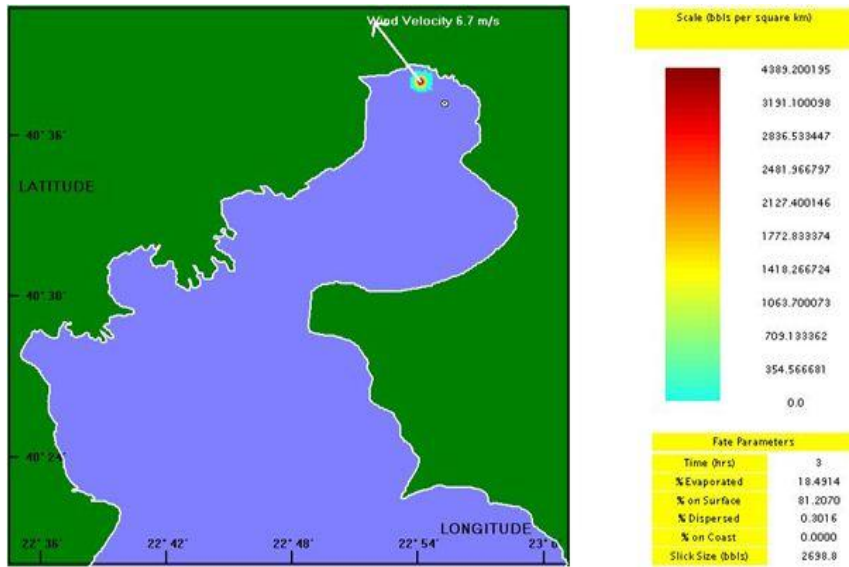 Wind Velocity 6.7 m/s
40 36'
LATITUDE
40 30'
40 24'
LONGITUDE
22° 36'
22° 42'
22° 48'
22° 54'
23° 0'
Scale (bbls per square km)
4389.200195
3191.100098
2836.533447
2481.966797
2127.400146
1772.833374
1418.266724
1063.700073
709.133362
354.566681
0.0
Fate Parameters
Time (hrs) 3
% Evaporated 18.4914
% on Surface 81.2070
% Dispersed 0.3016
% on Coast 0.0000
Slick Size (bbls) 2698.8